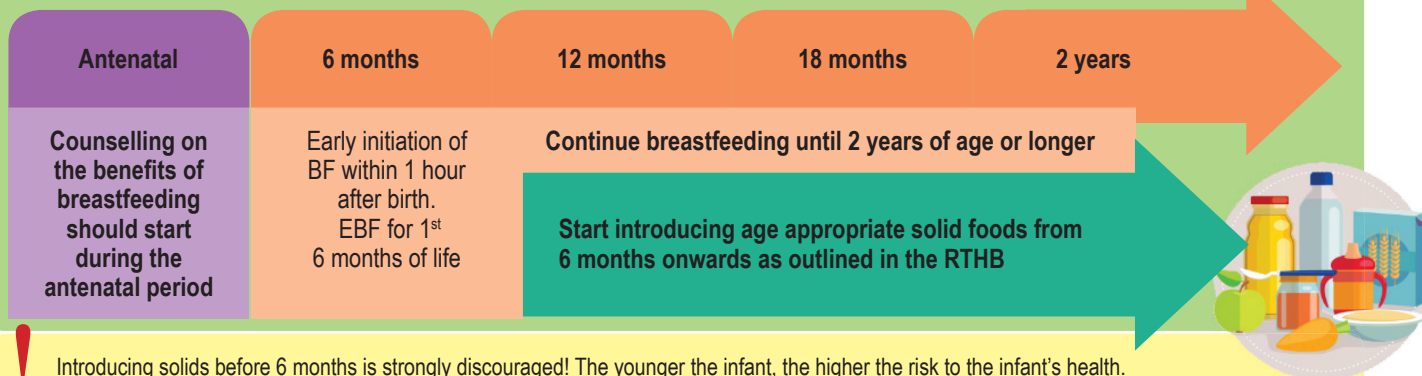 Antenatal
6 months
12 months
18 months
2 years
Counselling on
the benefits of
breastfeeding
should start
during the
antenatal period
Early initiation of
BF within 1 hour
after birth.
EBF for 1st
6 months of life
Continue breastfeeding until 2 years of age or longer
Start introducing age appropriate solid foods from
6 months onwards as outlined in the RTHB
! Introducing solids before 6 months is strongly discouraged! The younger the infant, the higher the risk to the infant’s health.